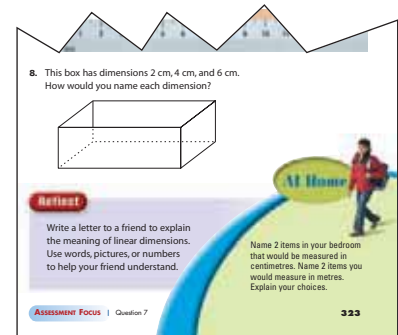 8. This box has dimensions 2 cm, 4 cm, and 6 cm.
How would you name each dimension?
Reflect
Write a letter to a friend to explain
the meaning of linear dimensions.
Use words, pictures, or numbers
to help your friend understand.
At Home
Name 2 items in your bedroom
that would be measured in
centimetres. Name 2 items you
would measure in metres.
Explain your choices.
ASSESSMENT FOCUS | Question 7
323